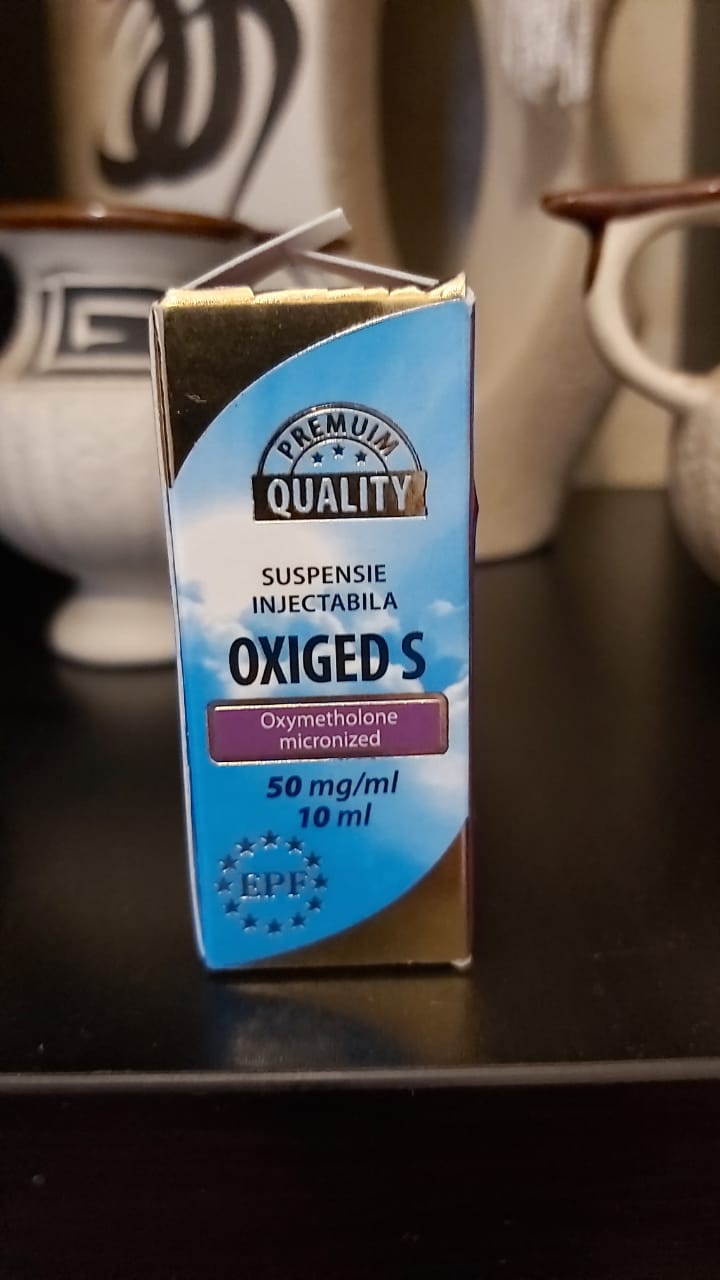 PREMUIM
QUALITY
SUSPENSIE
INJECTABILA
OXIGED S
Oxymetholone
micronized
50 mg/ml
10 ml
EPF